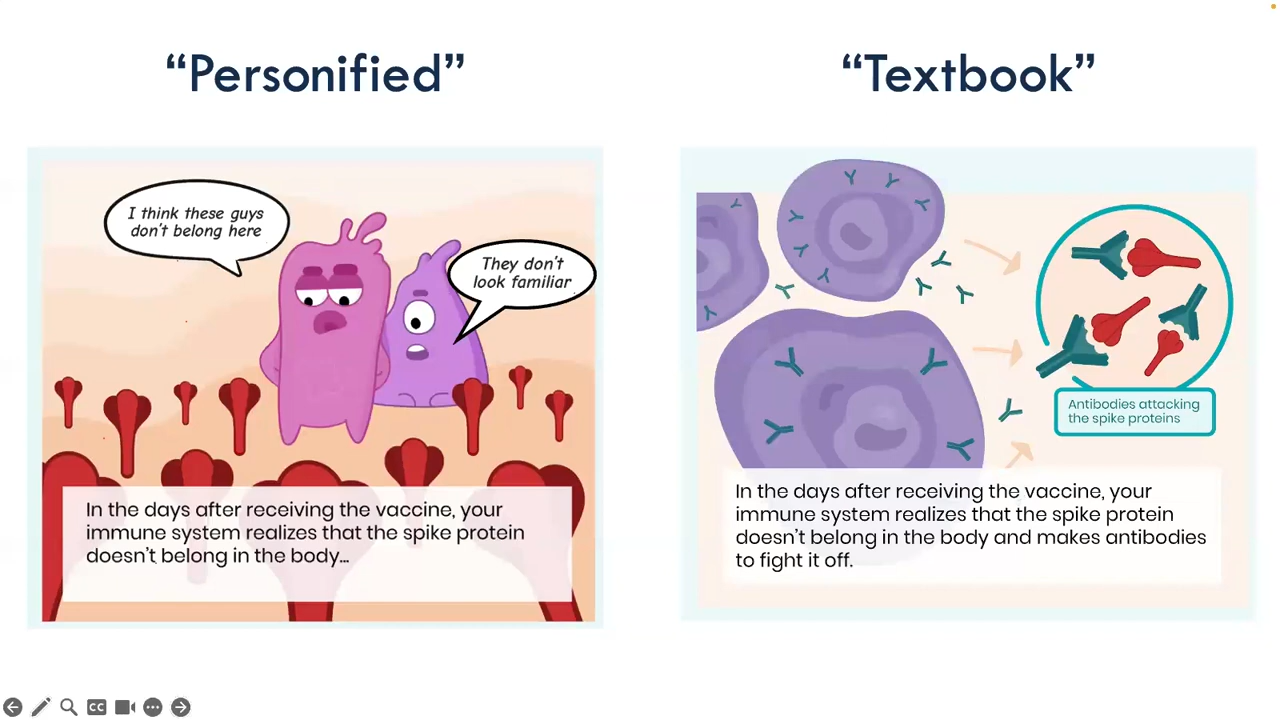 “Personified”
“Textbook”
I think these guys
don’t belong here
They don’t
look familiar
In the days after receiving the vaccine, your
immune system realizes that the spike protein
doesn’t belong in the body...
Antibodies attacking
the spike proteins
In the days after receiving the vaccine, your
immune system realizes that the spike protein
doesn’t belong in the body and makes antibodies
to fight it off.
CC